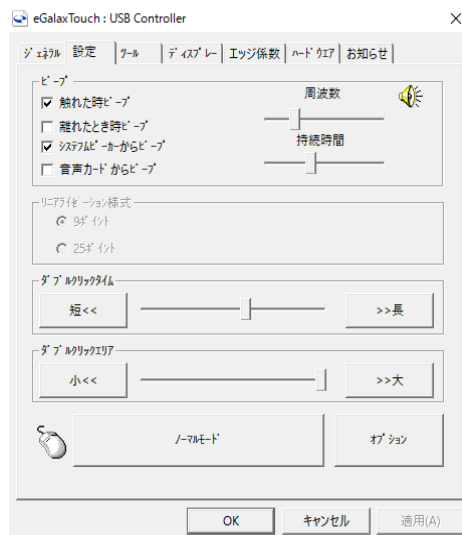 eGalaxTouch : USB Controller
ｼﾞｪﾈﾗﾙ 設定 ﾂｰﾙ ﾃﾞｨｽﾌﾟﾚｰ エッジ係数 ﾊｰﾄﾞｳｴｱ お知らせ
ﾋﾞｰﾌﾟ
触れた時ﾋﾞｰﾌﾟ
離れたとき時ﾋﾞｰﾌﾟ
ｼｽﾃﾌﾑﾋﾟｰｶｰからﾋﾞｰﾌﾟ
音声ｶｰﾄﾞからﾋﾞｰﾌﾟ
周波数
持続時間
ﾘﾆｱﾗｲｾﾞｰｼｮﾝ様式
9ﾎﾟｲﾝﾄ
25ﾎﾟｲﾝﾄ
ﾀﾞﾌﾞﾙｸﾘｯｸﾀｲﾑ
短<< >>長
ﾀﾞﾌﾞﾙｸﾘｯｸｴﾘｱ
小<< >>大
ﾉｰﾏﾙﾓｰﾄﾞ ｵﾌﾟｼｮﾝ
OK キャンセル 適用(A)